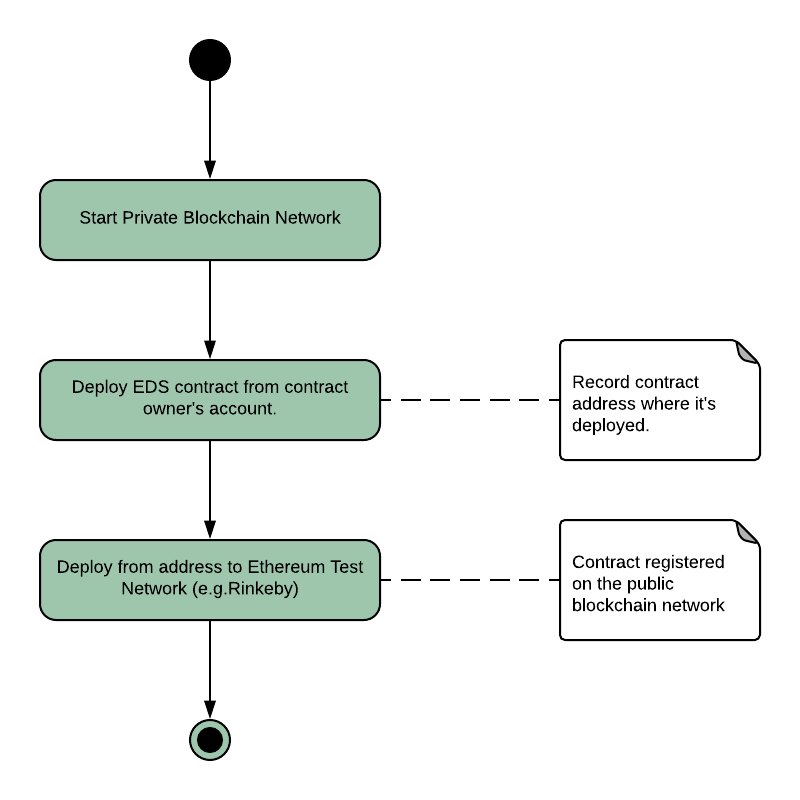 Start Private Blockchain Network
Deploy EDS contract from contract
owner's account.
Record contract
address where it's
deployed.
Deploy from address to Ethereum Test
Network (e.g.Rinkeby)
Contract registered
on the public
blockchain network